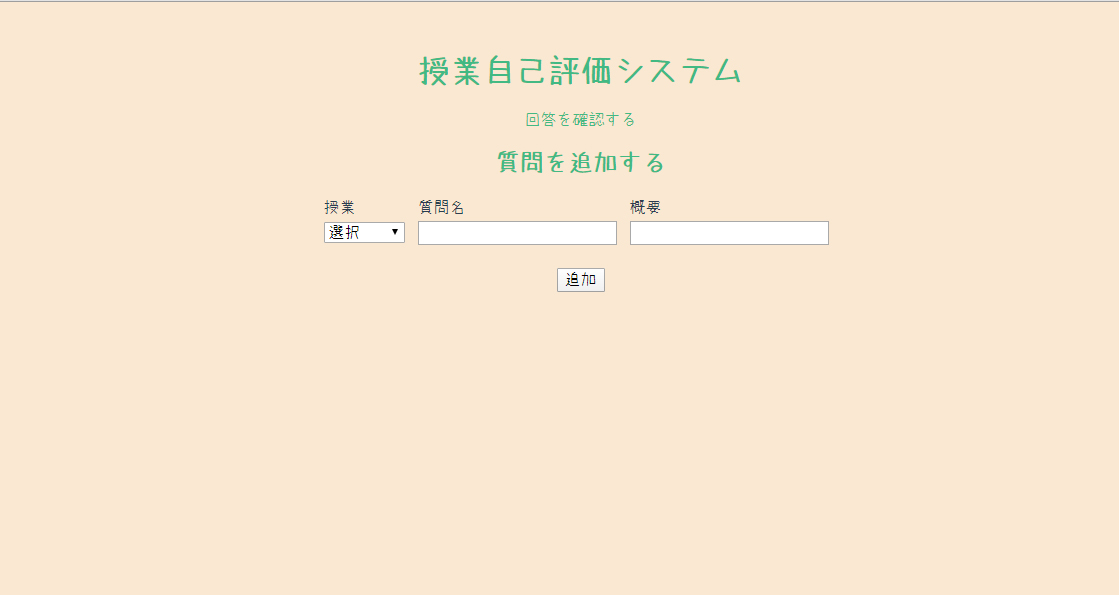 授業自己評価システム
回答を確認する
質問を追加する
授業 質問名 概要
選択
追加